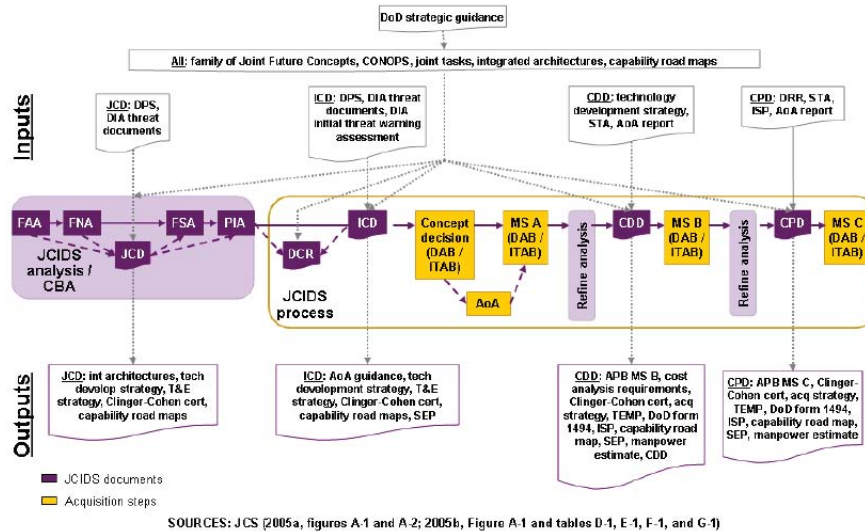 DoD strategic guidance
All: family of Joint Future Concepts, CONOPS, joint tasks, integrated architectures, capability road maps
Inputs
JCD: DPS,
DIA threat
documents
ICD: DPS, DIA threat
documents, DIA
initial threat warning
assessment
CDD: technology
development strategy,
STA, AoA report
CPD: DRR, STA,
ISP, AoA report
FAA
FNA
FSA
PIA
JCD
JCIDS
analysis /
CBA
DCR
ICD
JCIDS
process
Concept
decision
(DAB /
ITAB)
AoA
MS A
(DAB /
ITAB)
Refine analysis
CDD
MS B
(DAB /
ITAB)
Refine analysis
CPD
MS C
(DAB /
ITAB)
Outputs
JCD: int architectures, tech
develop strategy, T&E
strategy, Clinger-Cohen cert,
capability road maps
ICD: AoA guidance, tech
development strategy, T&E
strategy, Clinger-Cohen cert,
capability road maps, SEP
CDD: APB MS B, cost
analysis requirements,
Clinger-Cohen cert, acq
strategy, TEMP, DoD form
1494, ISP, capability road
map, SEP, manpower
estimate, CDD
CPD: APB MS C, Clinger-
Cohen cert, acq strategy,
TEMP, DoD form 1494,
ISP, capability road map,
SEP, manpower estimate
JCIDS documents
Acquisition steps
SOURCES: JCS (2005a, figures A-1 and A-2; 2005b, Figure A-1 and tables D-1, E-1, F-1, and G-1)